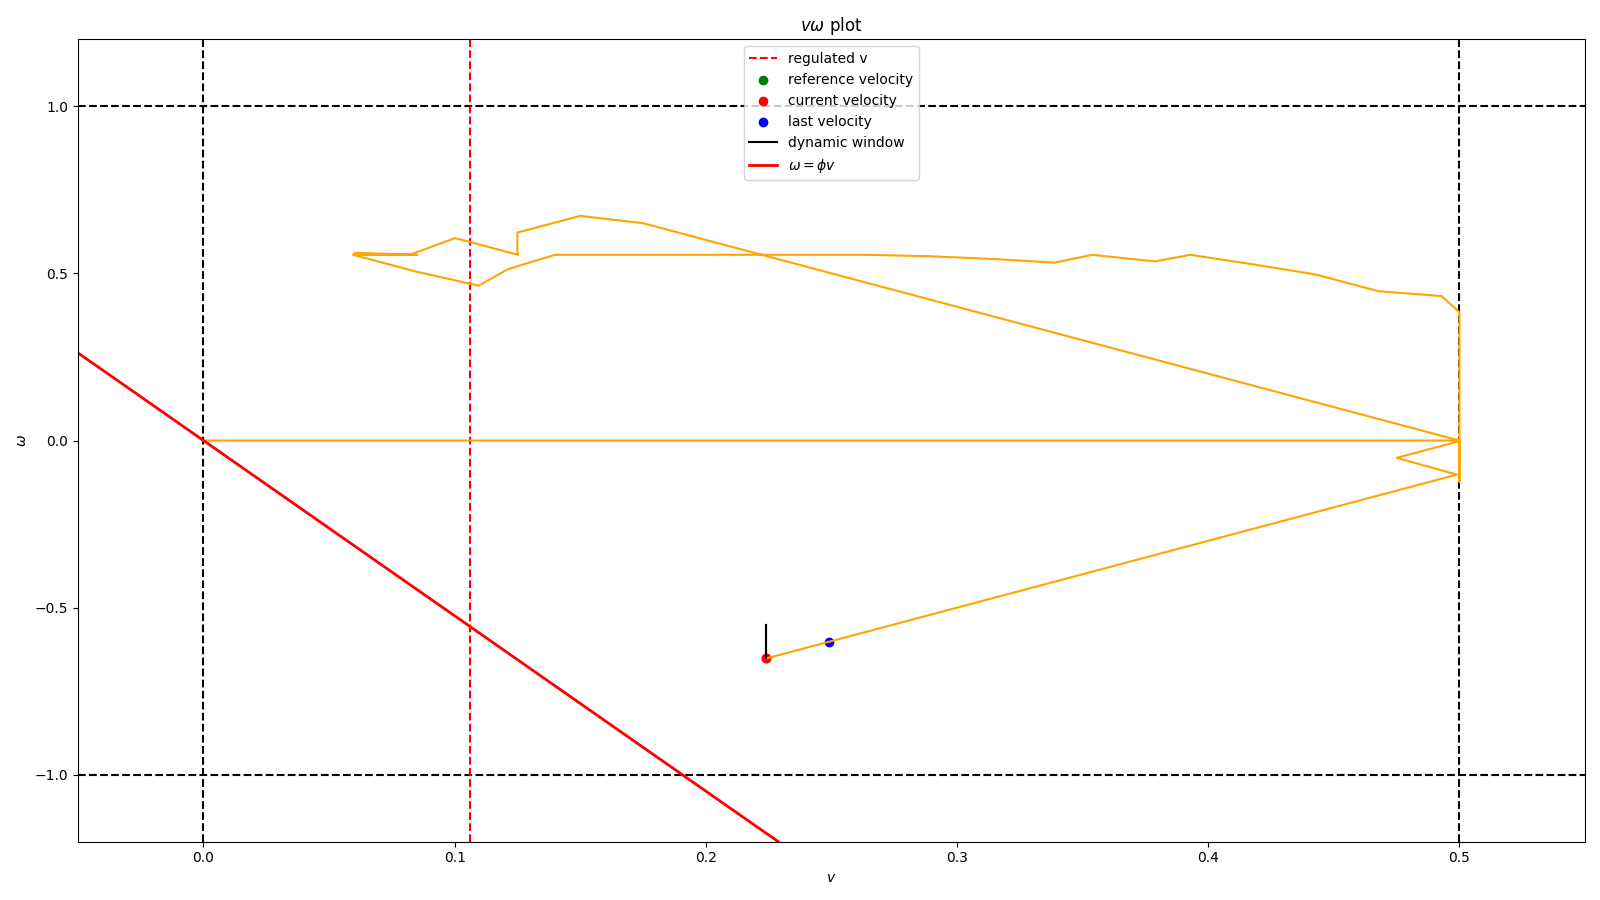 vω plot
regulated v
reference velocity
current velocity
last velocity
dynamic window
ω = ϕv
1.0
0.5
0.0
−0.5
−1.0
ω
0.0 0.1 0.2 0.3 0.4 0.5
v